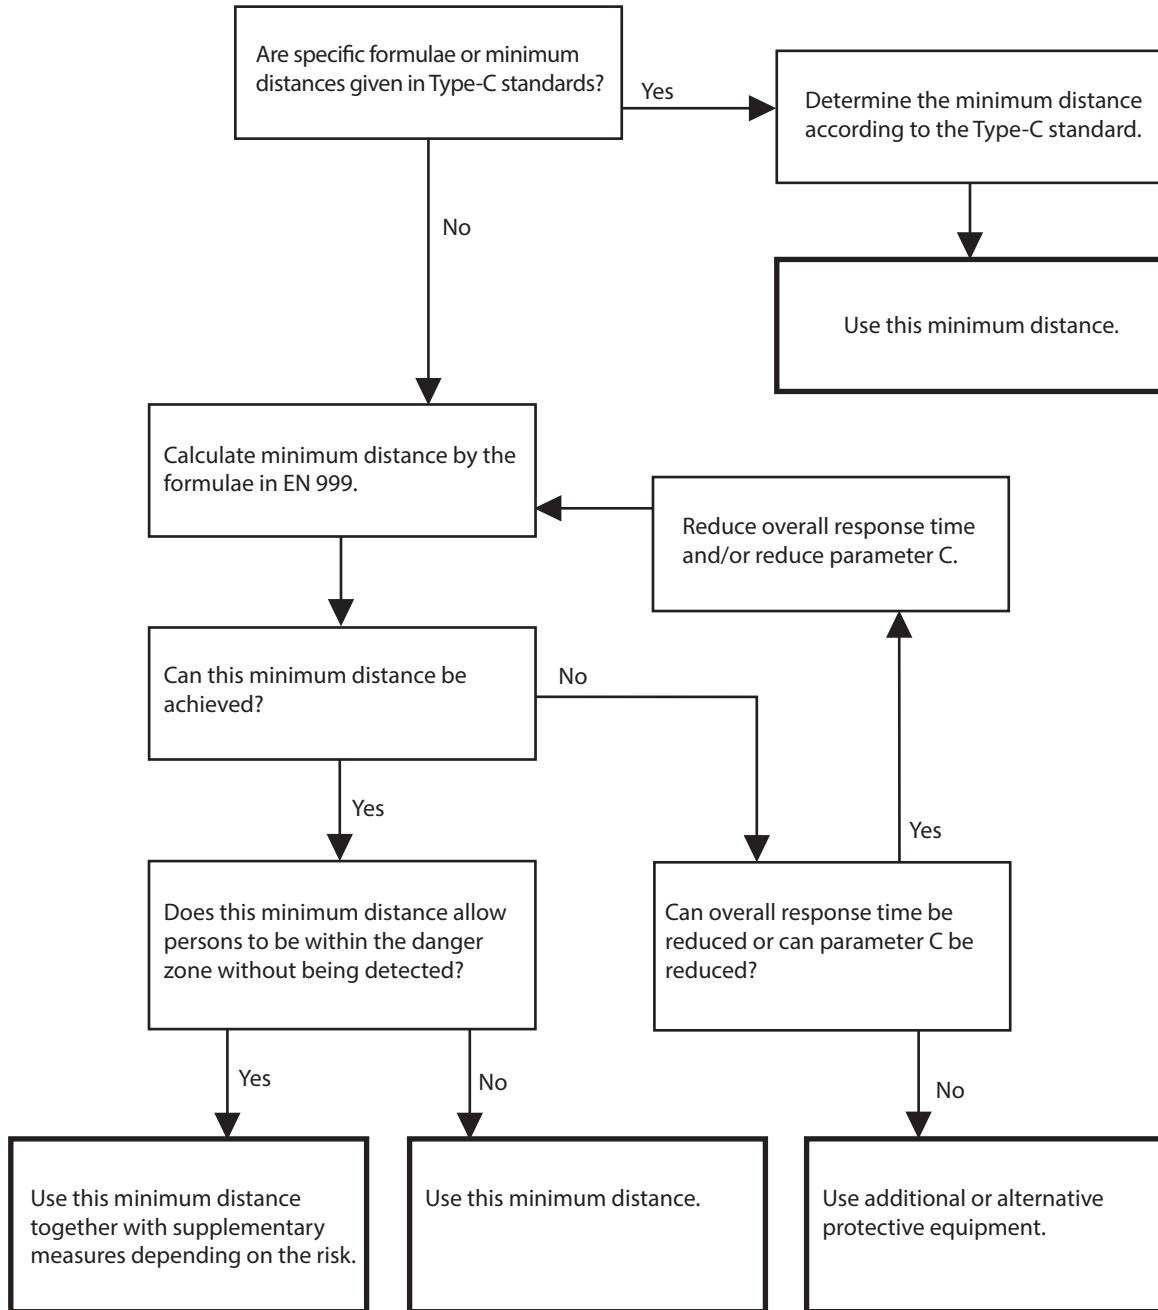 Are specific formulae or minimum
distances given in Type-C standards?
Yes
Determine the minimum distance
according to the Type-C standard.
No
Use this minimum distance.
Calculate minimum distance by the
formulae in EN 999.
Reduce overall response time
and/or reduce parameter C.
Can this minimum distance be
achieved?
No
Yes
Yes
Does this minimum distance allow
persons to be within the danger
zone without being detected?
Can overall response time be
reduced or can parameter C be
reduced?
Yes
No
No
Use this minimum distance
together with supplementary
measures depending on the risk.
Use this minimum distance.
Use additional or alternative
protective equipment.